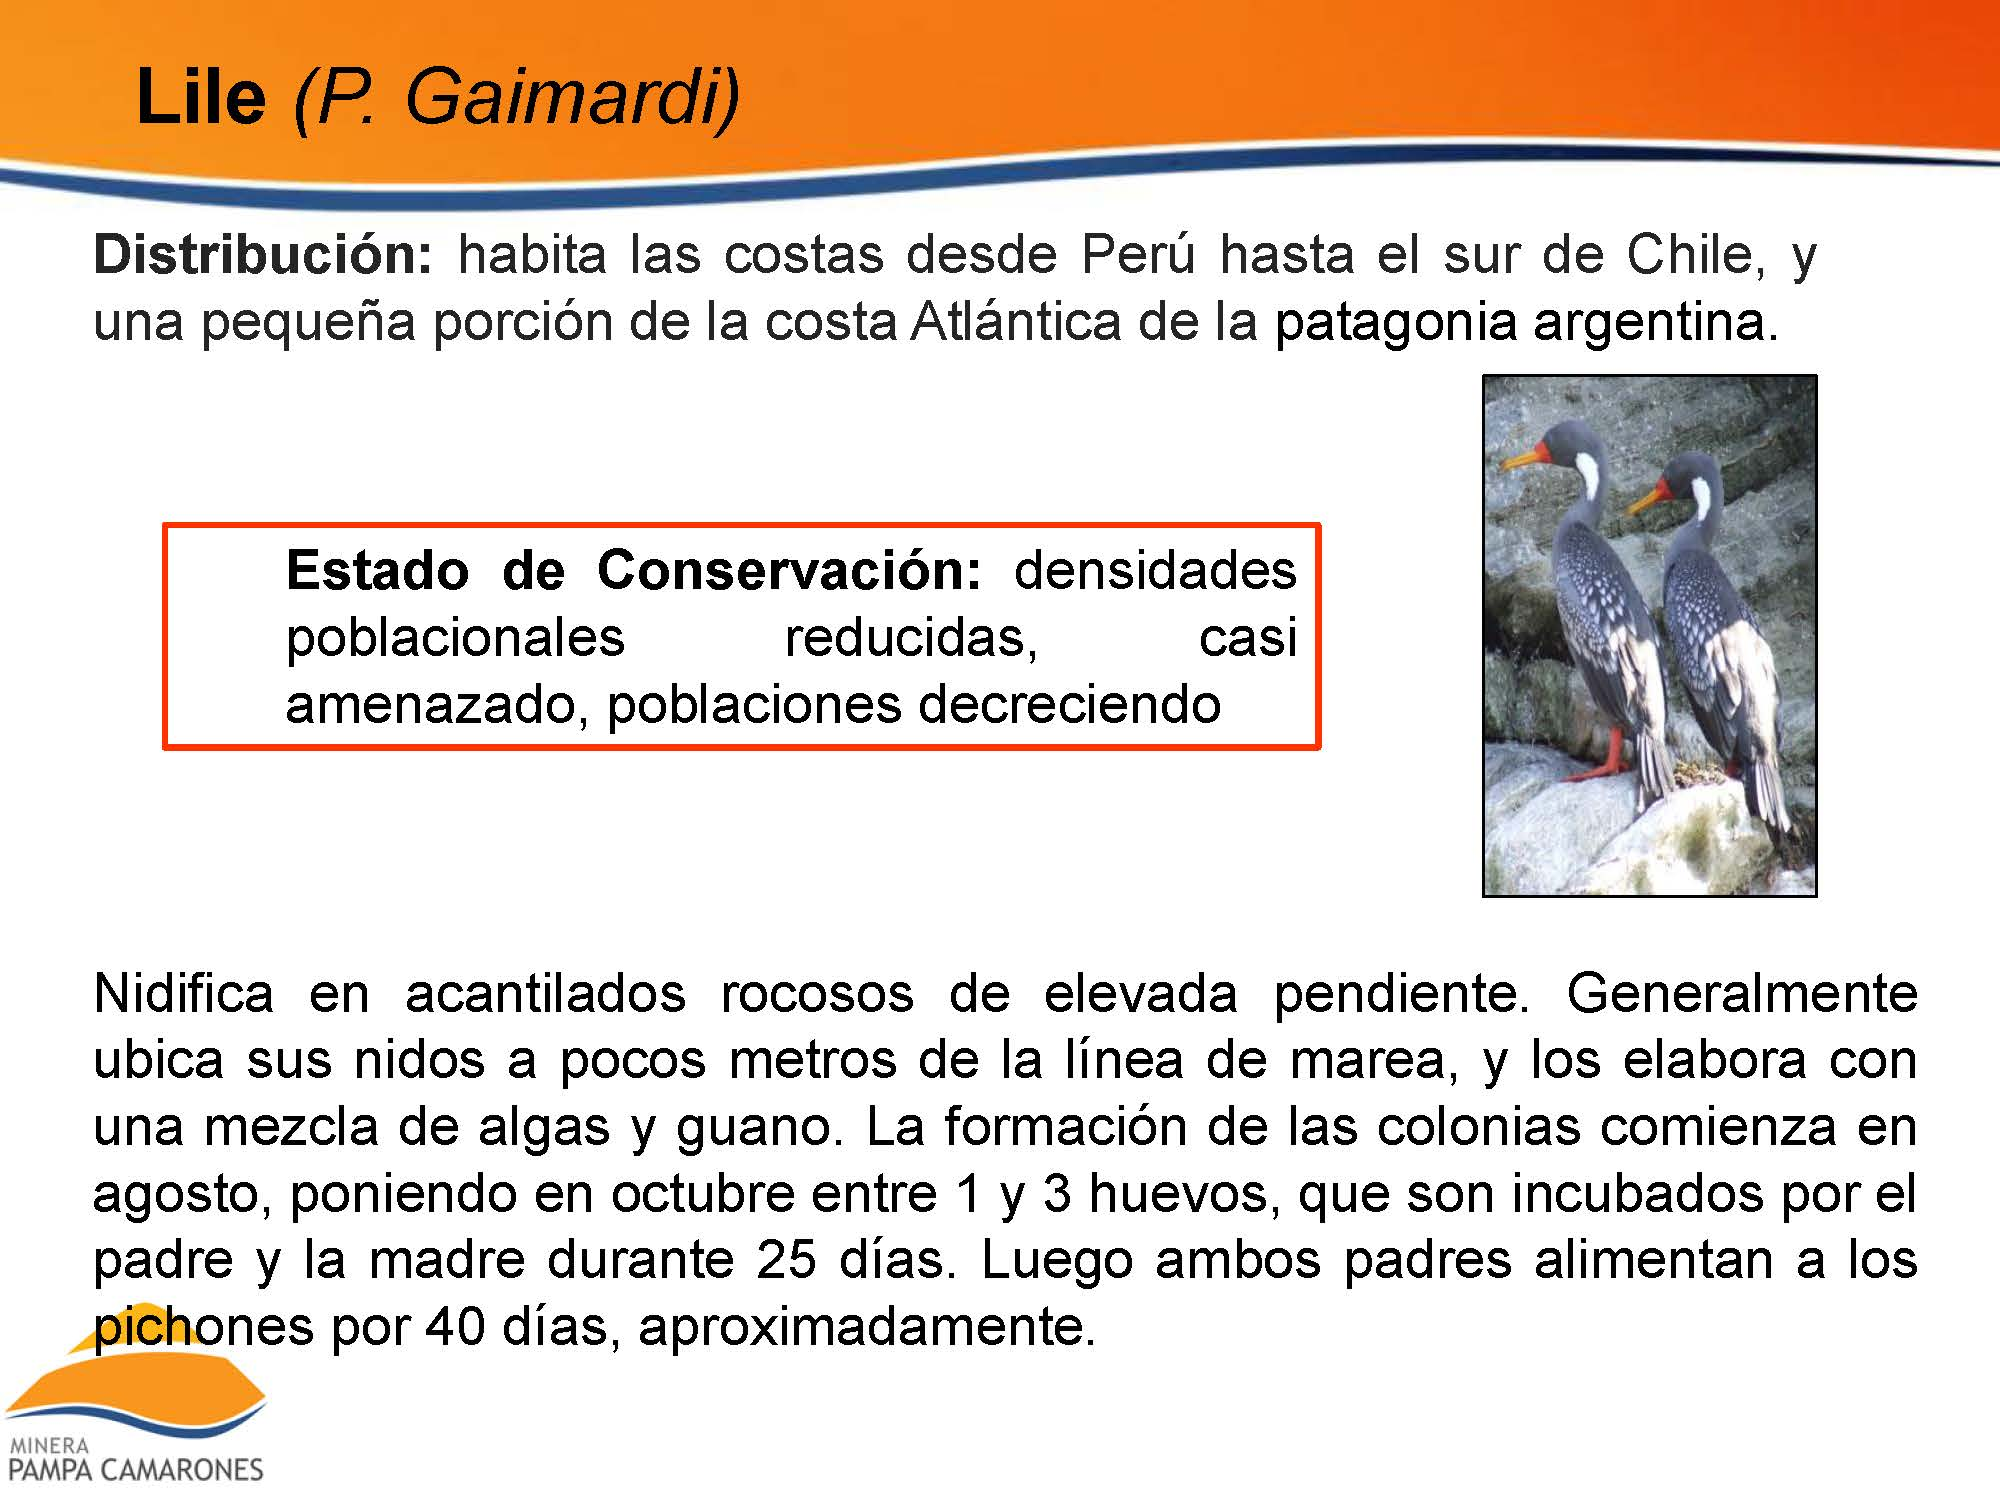 Lile (P. Gaimardi)
Distribución: habita las costas desde Perú hasta el sur de Chile, y
una pequeña porción de la costa Atlántica de la patagonia argentina.
Estado de Conservación: densidades
poblacionales reducidas, casi
amenazado, poblaciones decreciendo
Nidifica en acantilados rocosos de elevada pendiente. Generalmente
ubica sus nidos a pocos metros de la línea de marea, y los elabora con
una mezcla de algas y guano. La formación de las colonias comienza en
agosto, poniendo en octubre entre 1 y 3 huevos, que son incubados por el
padre y la madre durante 25 días. Luego ambos padres alimentan a los
pichones por 40 días, aproximadamente.
MINERA
PAMPA CAMARONES